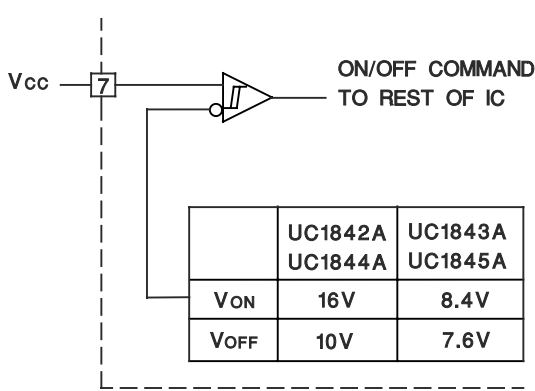 ON/OFF COMMAND
TO REST OF IC
Vcc
7
UC1842A
UC1844A
UC1843A
UC1845A
VON 16V 8.4V
VOFF 10V 7.6V